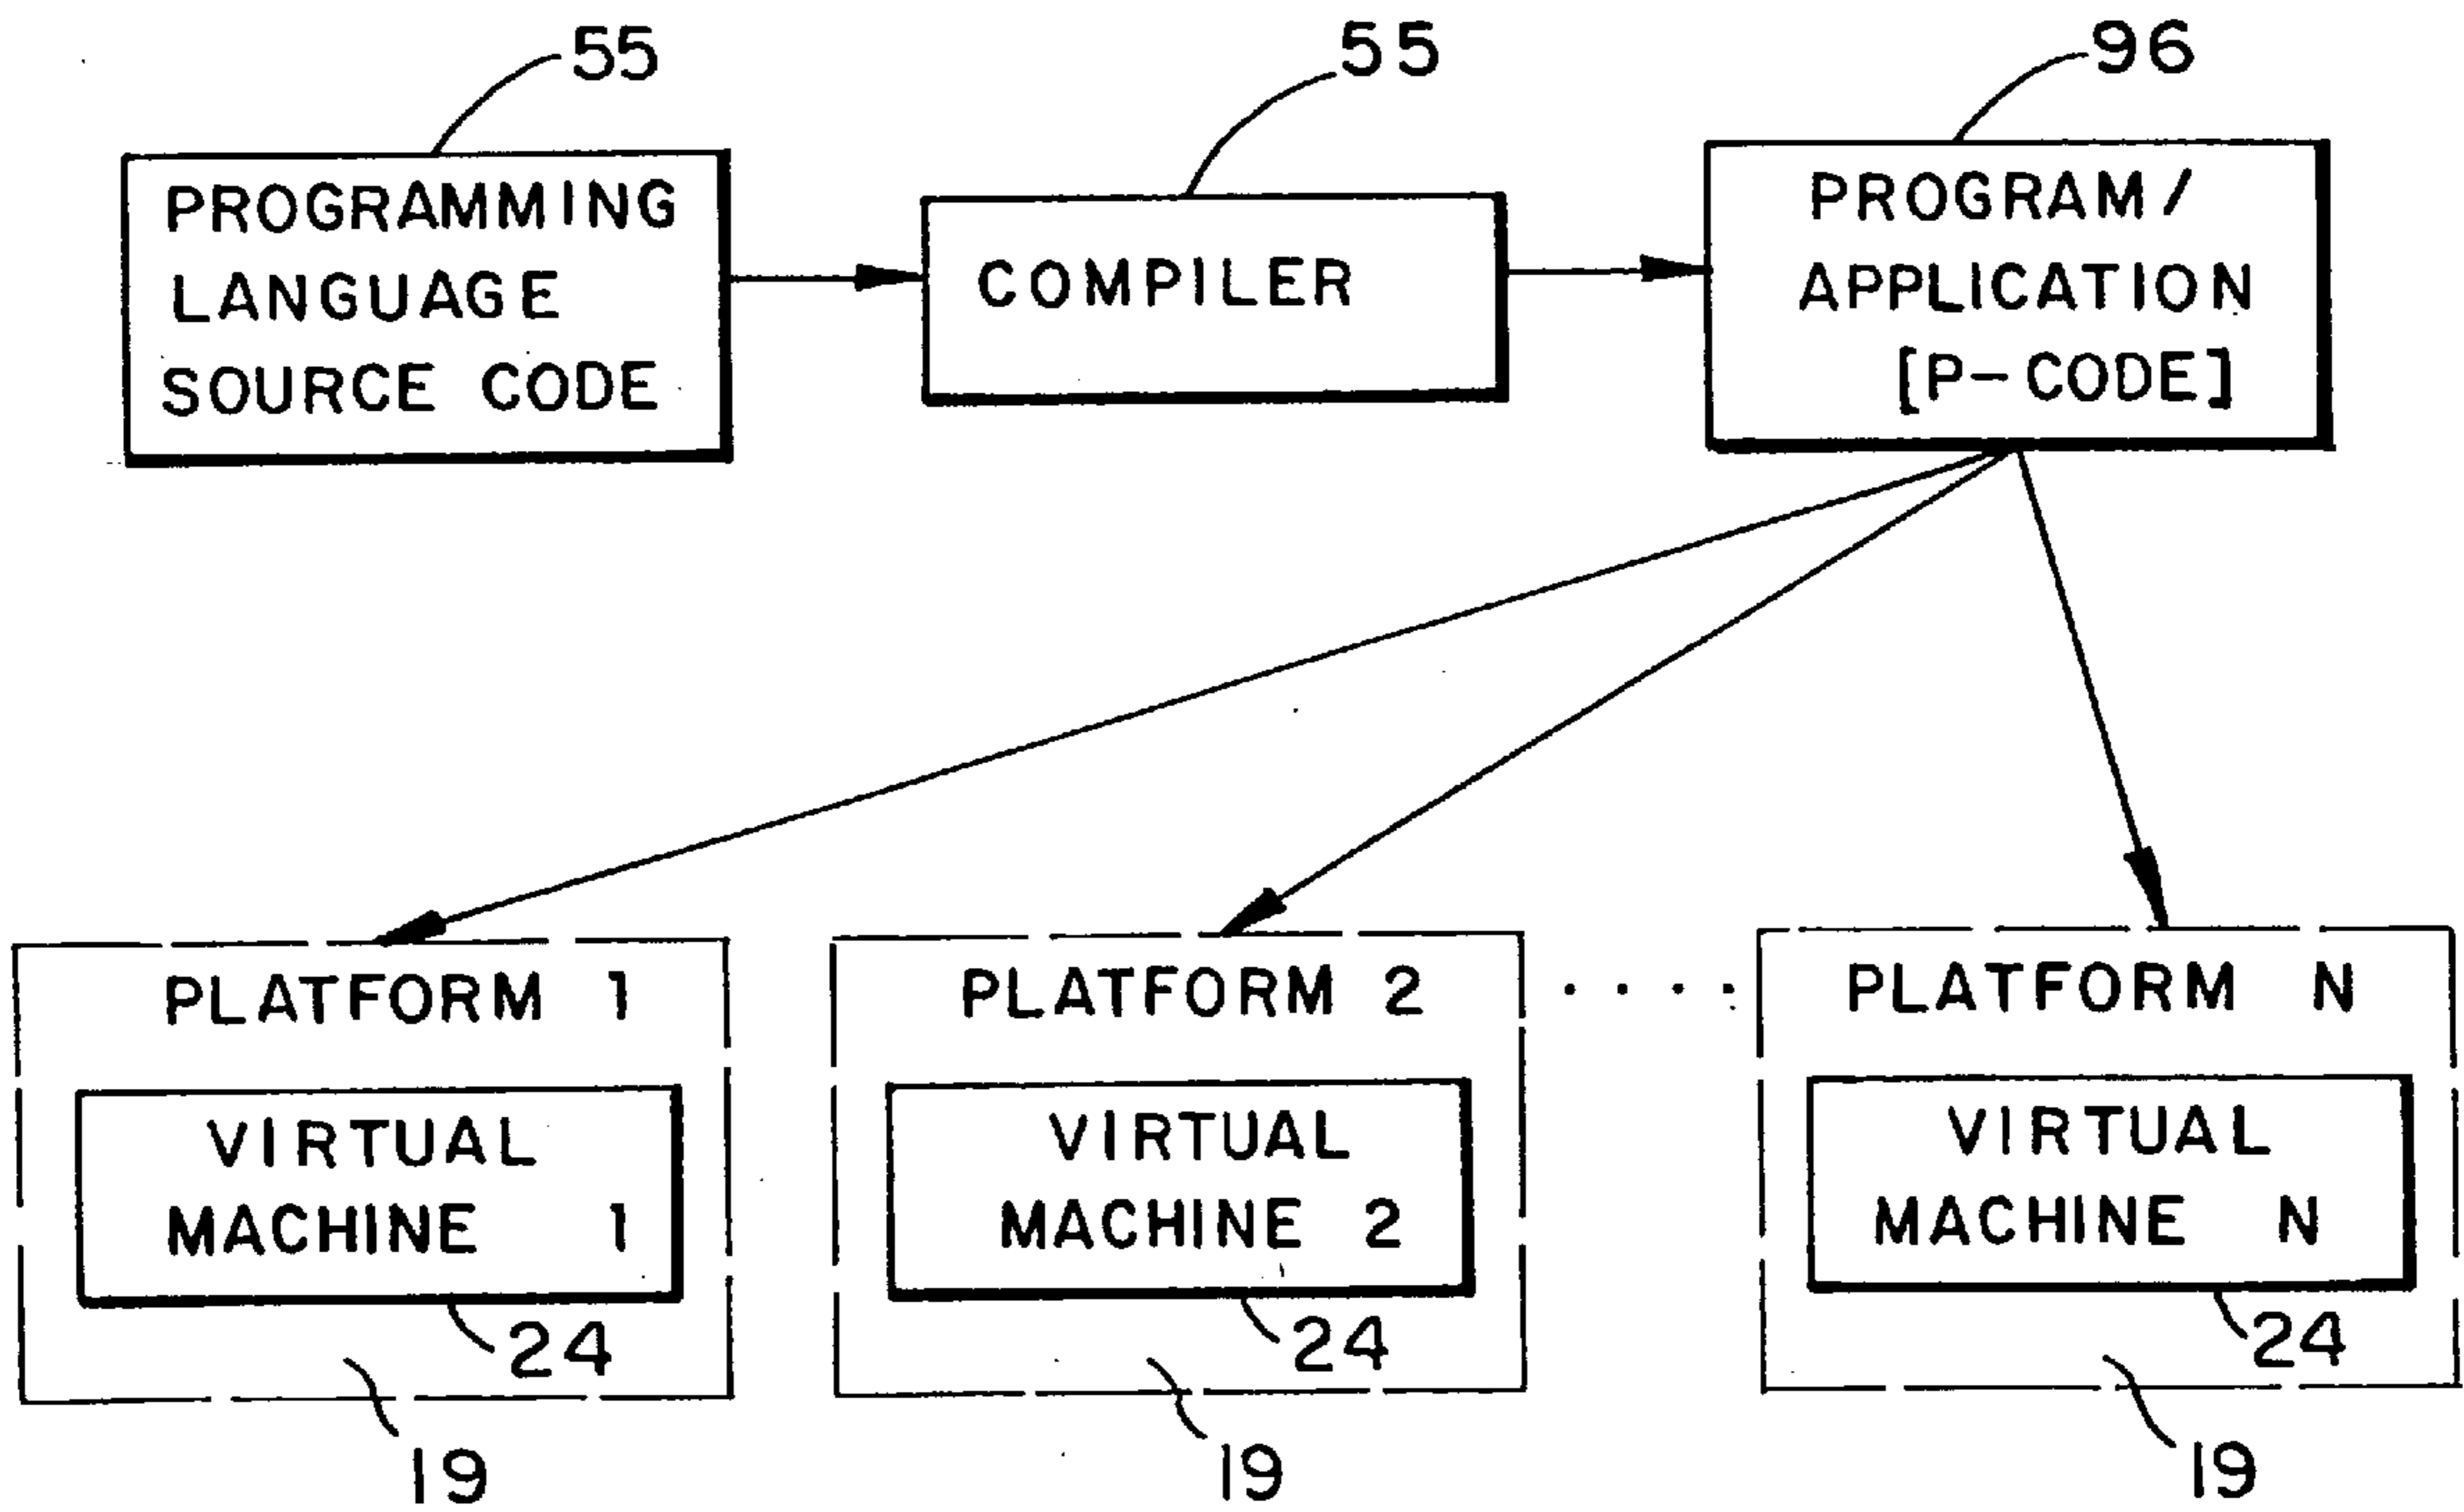 55
55
96
PROGRAMMING
LANGUAGE
SOURCE CODE
COMPILER
PROGRAM/
APPLICATION
[P-CODE]
PLATFORM 1
VIRTUAL
MACHINE 1
24
19
PLATFORM 2
VIRTUAL
MACHINE 2
24
19
....
PLATFORM N
VIRTUAL
MACHINE N
24
19